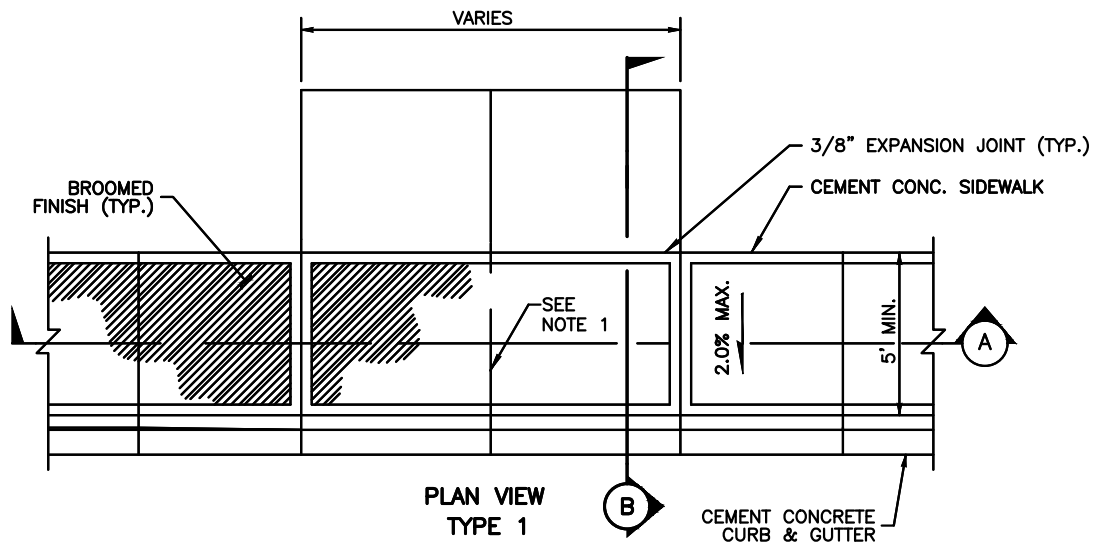 VARIES
3/8" EXPANSION JOINT (TYP.)
CEMENT CONC. SIDEWALK
BROOMED
FINISH (TYP.)
SEE
NOTE 1
2.0% MAX.
5' MIN.
A
PLAN VIEW
TYPE 1
B
CEMENT CONCRETE
CURB & GUTTER